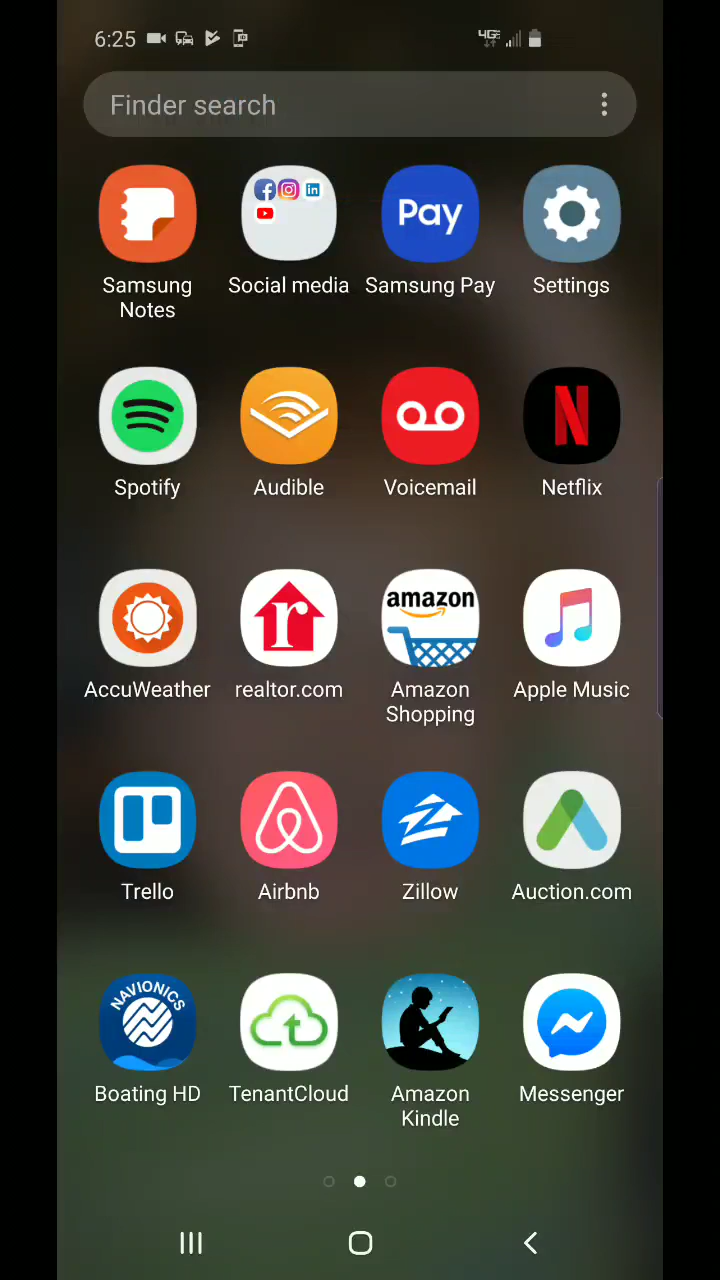 6:25 4GE
Finder search
Pay
Samsung Notes
Social media
Samsung Pay
Settings
Spotify
Audible
Voicemail
Netflix
amazon
AccuWeather
realtor.com
Amazon Shopping
Apple Music
Trello
Airbnb
Zillow
Auction.com
NAVIONICS
Boating HD
TenantCloud
Amazon Kindle
Messenger